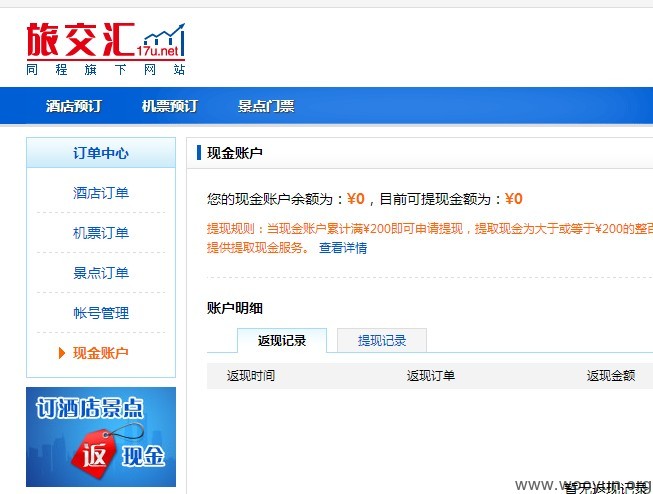 旅交汇 17u.net
同程旗下网站
酒店预订 机票预订 景点门票
订单中心
酒店订单
机票订单
景点订单
帐号管理
现金账户
订酒店景点
返 现金
现金账户
您的现金账户余额为：¥0，目前可提现金额为：¥0
提现规则：当现金账户累计满¥200即可申请提现，提取现金为大于或等于¥200的整百
提供提取现金服务。 查看详情
账户明细
返现记录 提现记录
返现时间 返现订单 返现金额
暂无返现记录
www.wooyun.org